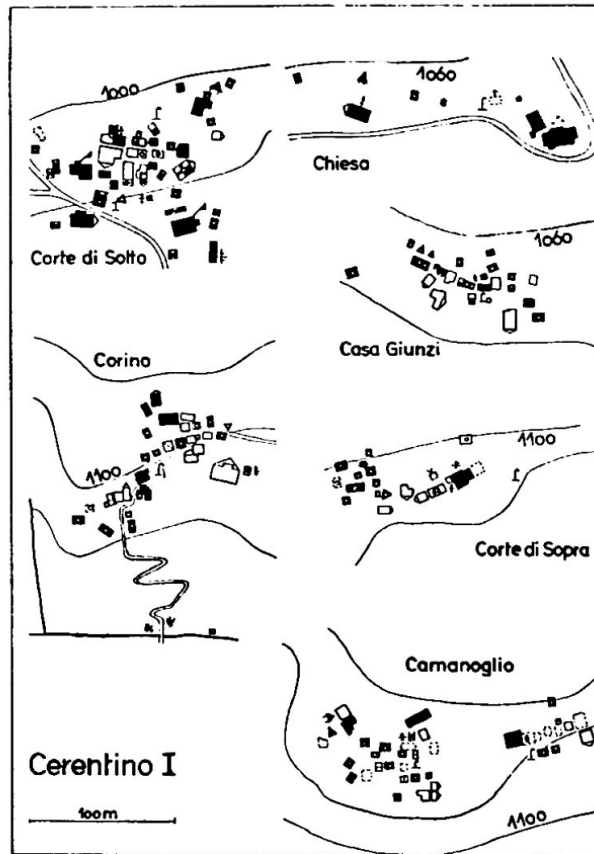 1000
1060
Chiesa
Corte di Sotto
1060
Corino
Casa Giunzi
1100
1100
Corte di Sopra
Camanoglio
Cerentino I
100m
1100